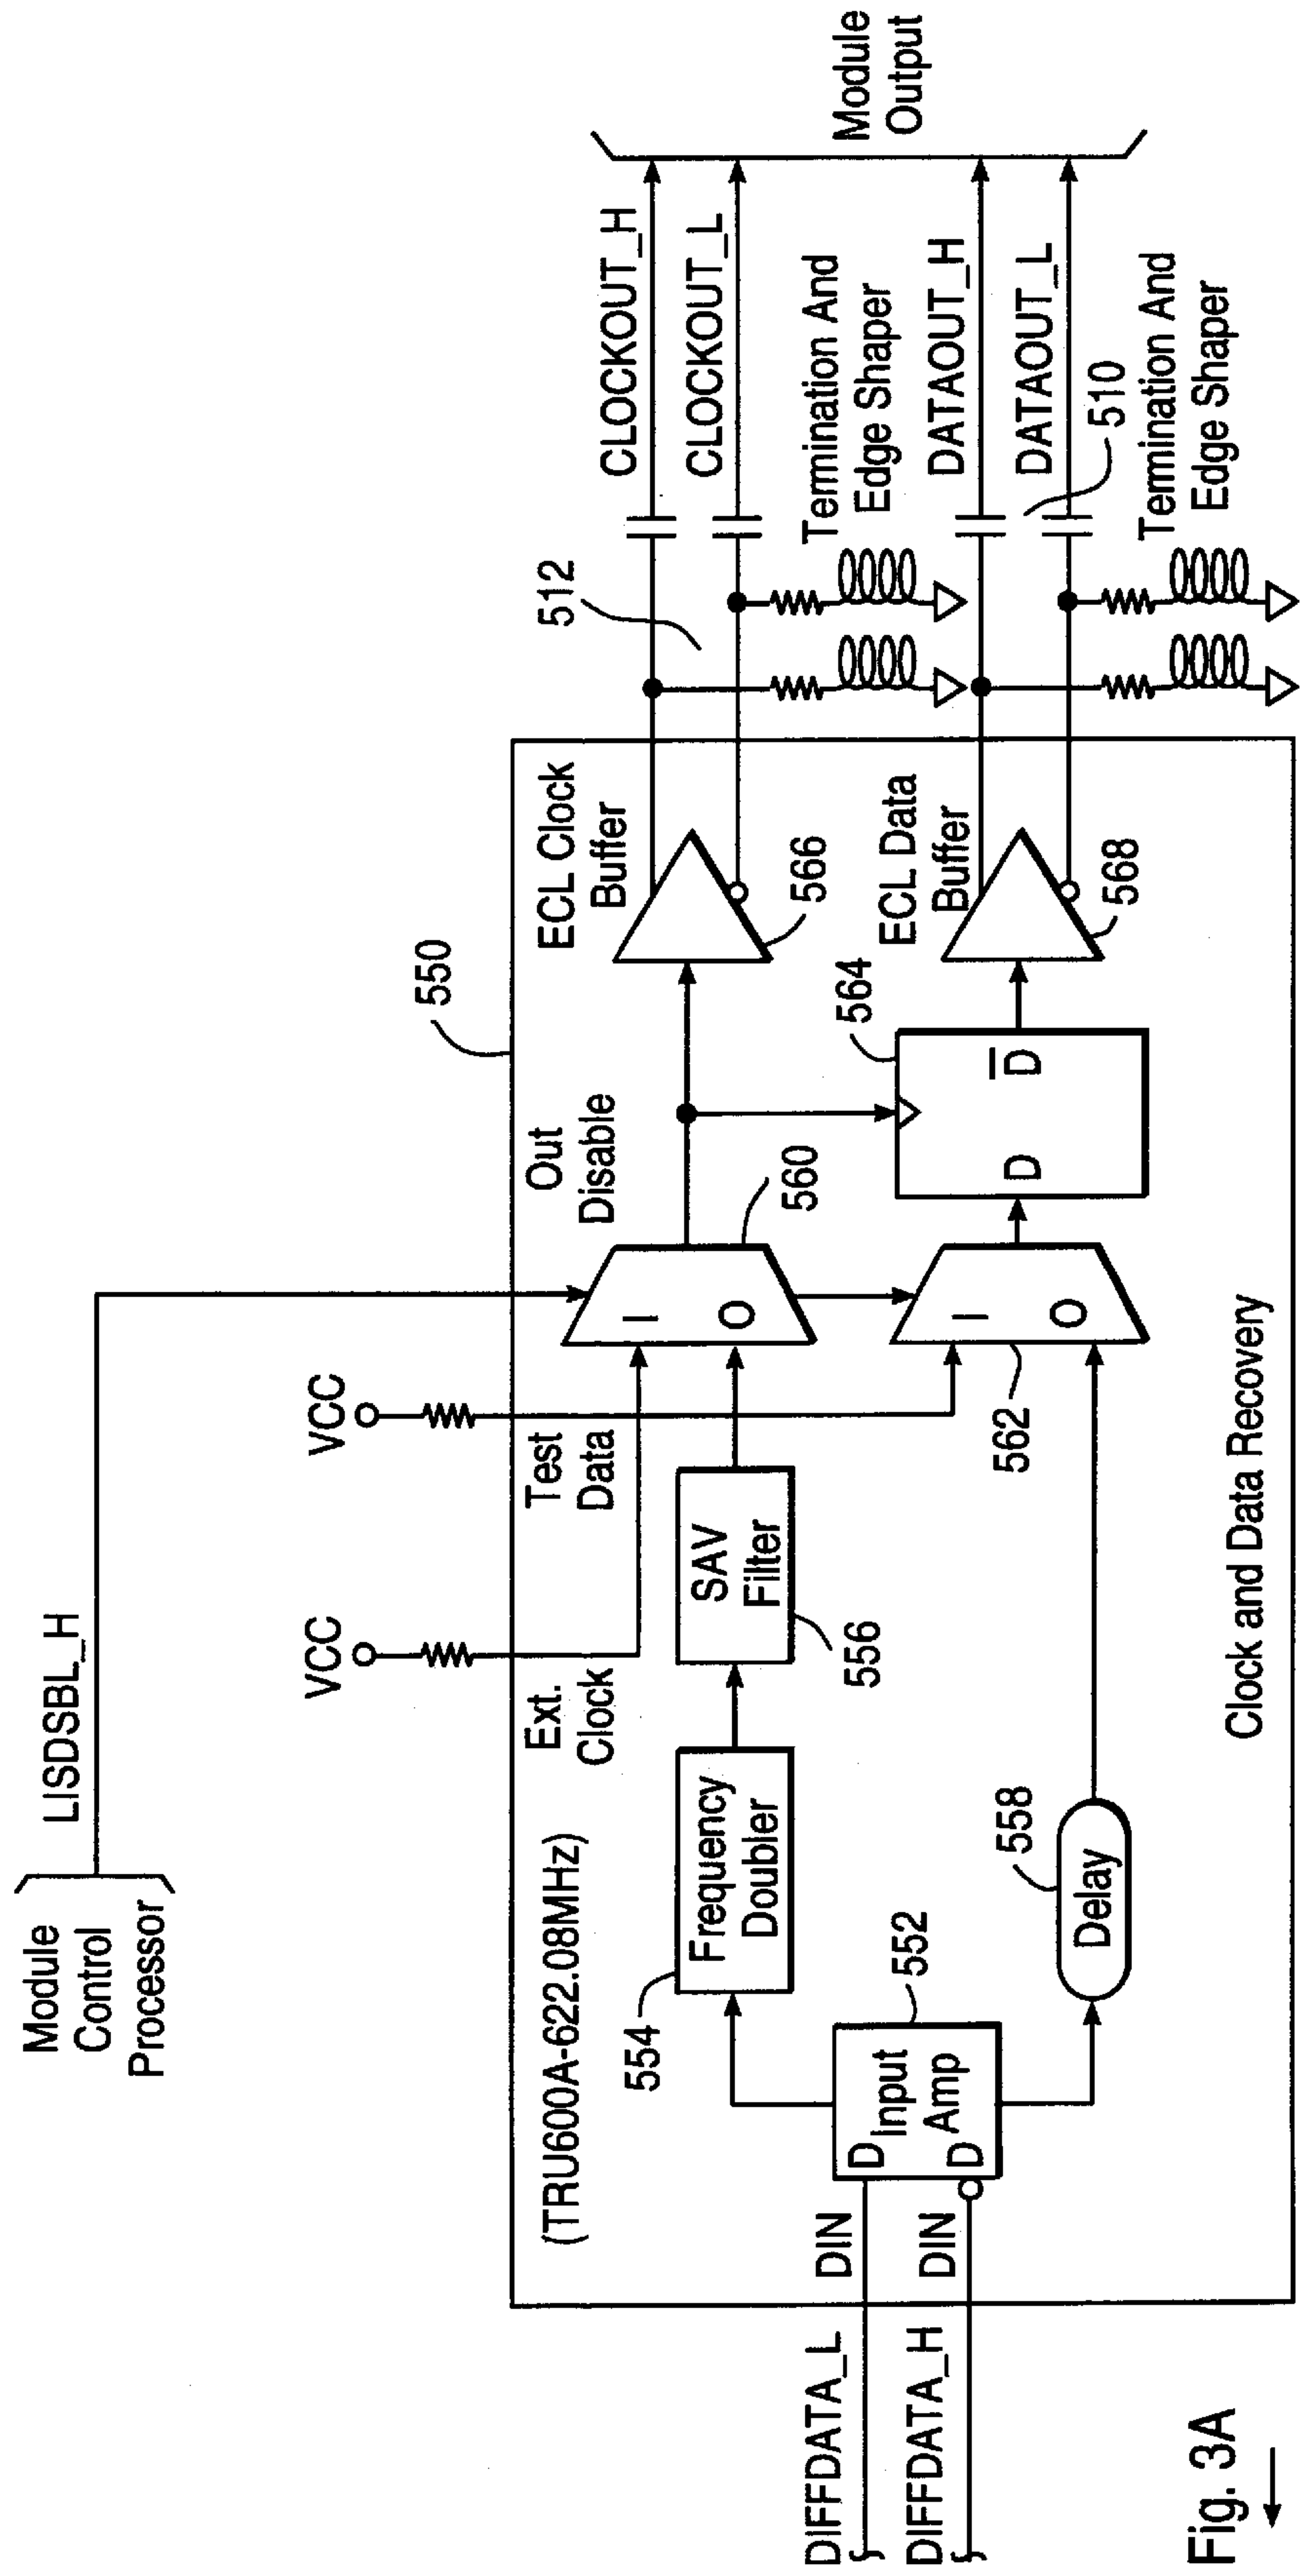 Module
Control
Processor
LISDSBL_H
VCC
VCC
550
(TRU600A-622.08MHz)
Ext.
Clock
Test
Data
Out
Disable
ECL Clock
Buffer
512
CLOCKOUT_H
CLOCKOUT_L
Module
Output
554
Frequency
Doubler
SAV
Filter
556
I
O
560
566
Termination And
Edge Shaper
DIFFDATA_L
DIN
DIFFDATA_H
DIN
D
D
Input
Amp
552
558
Delay
I
O
562
564
D
D
ECL Data
Buffer
568
DATAOUT_H
DATAOUT_L
510
Termination And
Edge Shaper
Clock and Data Recovery
Fig. 3A